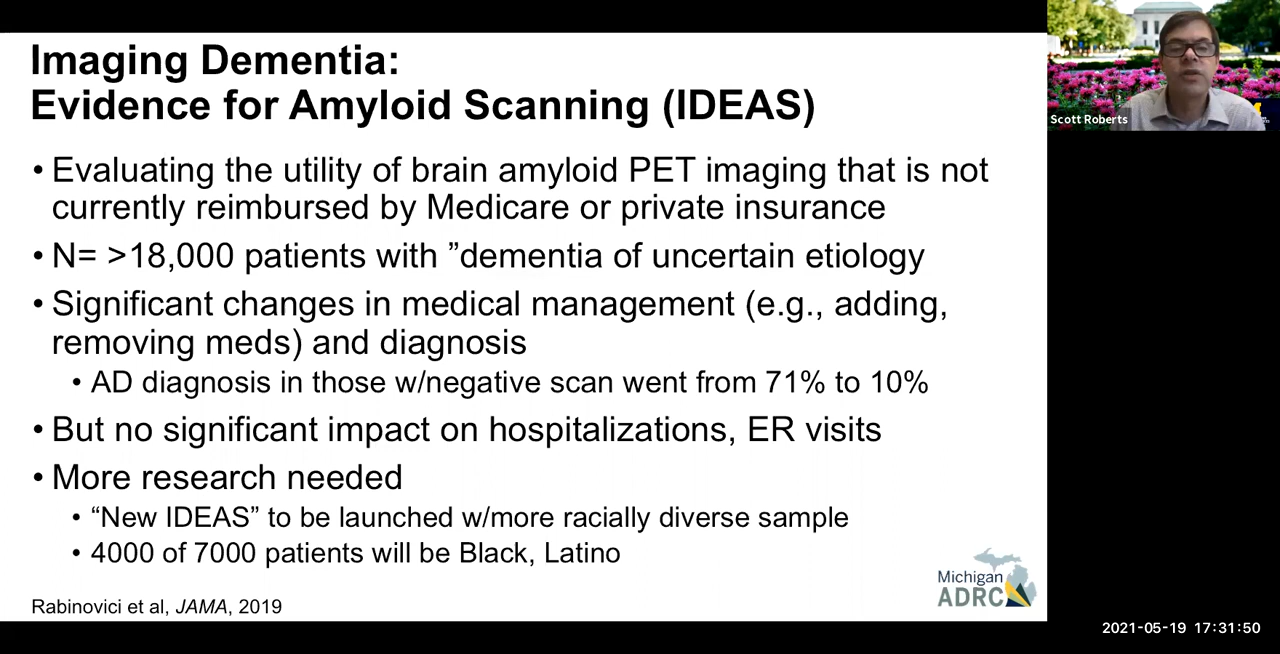 Imaging Dementia:
Evidence for Amyloid Scanning (IDEAS)
• Evaluating the utility of brain amyloid PET imaging that is not
currently reimbursed by Medicare or private insurance
• N= >18,000 patients with ”dementia of uncertain etiology
• Significant changes in medical management (e.g., adding,
removing meds) and diagnosis
• AD diagnosis in those w/negative scan went from 71% to 10%
• But no significant impact on hospitalizations, ER visits
• More research needed
• “New IDEAS” to be launched w/more racially diverse sample
• 4000 of 7000 patients will be Black, Latino
Rabinovici et al, JAMA, 2019
Michigan
ADRC
Scott Roberts
2021-05-19 17:31:50